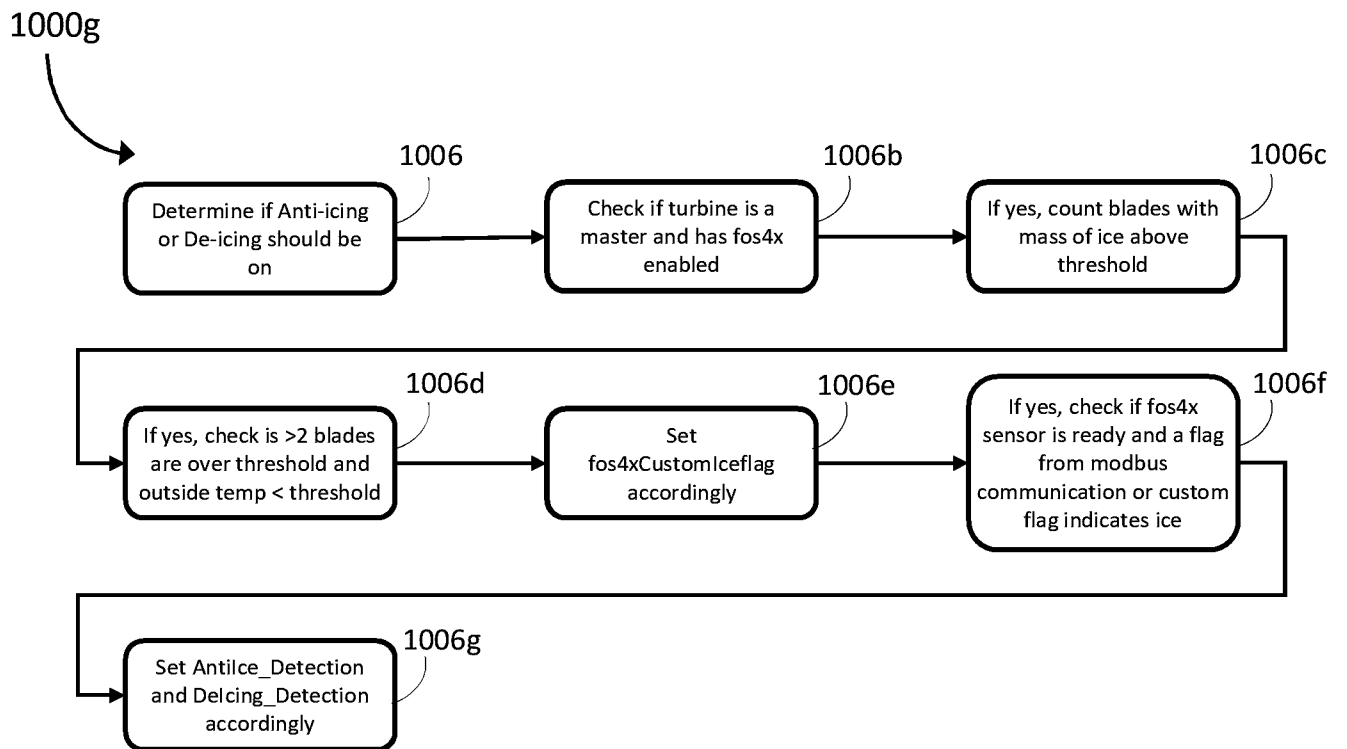 1000g
1006
Determine if Anti-icing
or De-icing should be
on
1006b
Check if turbine is a
master and has fos4x
enabled
1006c
If yes, count blades with
mass of ice above
threshold
1006d
If yes, check is >2 blades
are over threshold and
outside temp < threshold
1006e
Set
fos4xCustomIceflag
accordingly
1006f
If yes, check if fos4x
sensor is ready and a flag
from modbus
communication or custom
flag indicates ice
1006g
Set AntiIce_Detection
and DeIcing_Detection
accordingly